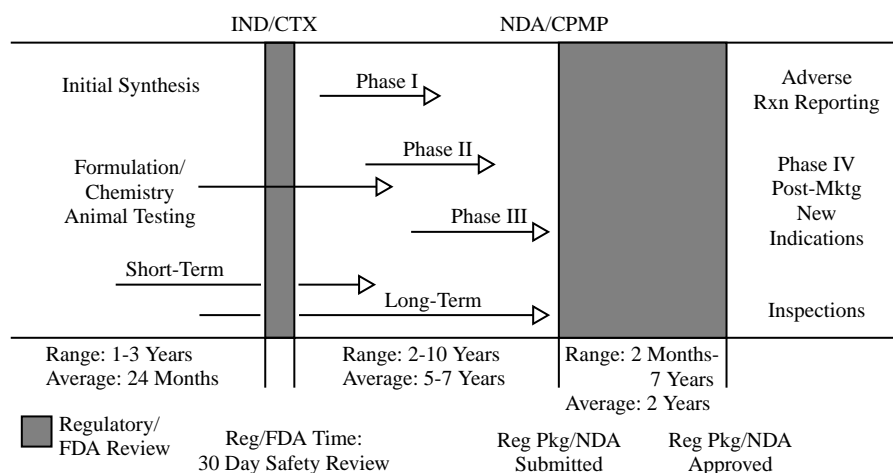 IND/CTX
NDA/CPMP
Initial Synthesis
Phase I
Adverse
Rxn Reporting
Formulation/
Chemistry
Animal Testing
Phase II
Phase III
Phase IV
Post-Mktg
New
Indications
Short-Term
Long-Term
Inspections
Range: 1-3 Years
Average: 24 Months
Range: 2-10 Years
Average: 5-7 Years
Range: 2 Months-
7 Years
Average: 2 Years
Regulatory/
FDA Review
Reg/FDA Time:
30 Day Safety Review
Reg Pkg/NDA
Submitted
Reg Pkg/NDA
Approved